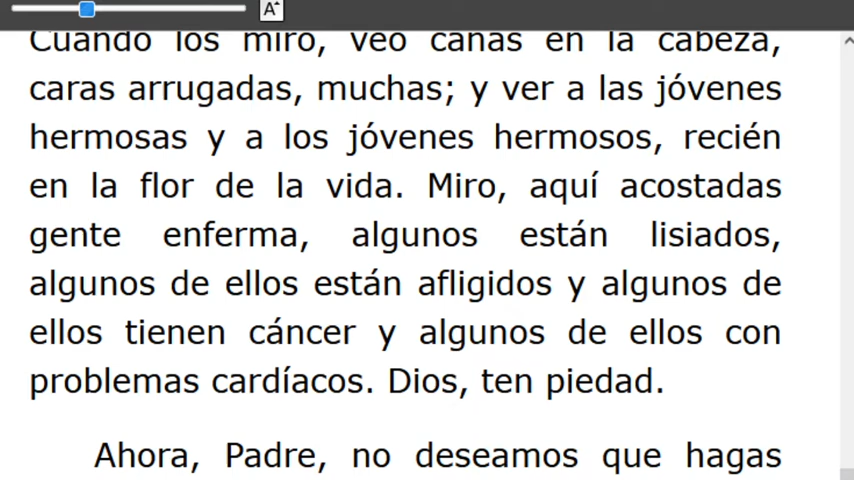 A
Cuando los miro, veo canas en la cabeza,
caras arrugadas, muchas; y ver a las jóvenes
hermosas y a los jóvenes hermosos, recién
en la flor de la vida. Miro, aquí acostadas
gente enferma, algunos están lisiados,
algunos de ellos están afligidos y algunos de
ellos tienen cáncer y algunos de ellos con
problemas cardíacos. Dios, ten piedad.
Ahora, Padre, no deseamos que hagas